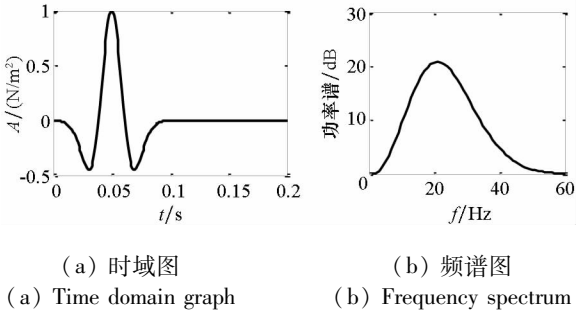 1
0.5
0
-0.5
A/(N/m²)
0 0.05 0.1 0.15 0.2
t/s
30
20
10
0
功率谱/dB
0 20 40 60
f/Hz
(a) 时域图
(a) Time domain graph
(b) 频谱图
(b) Frequency spectrum